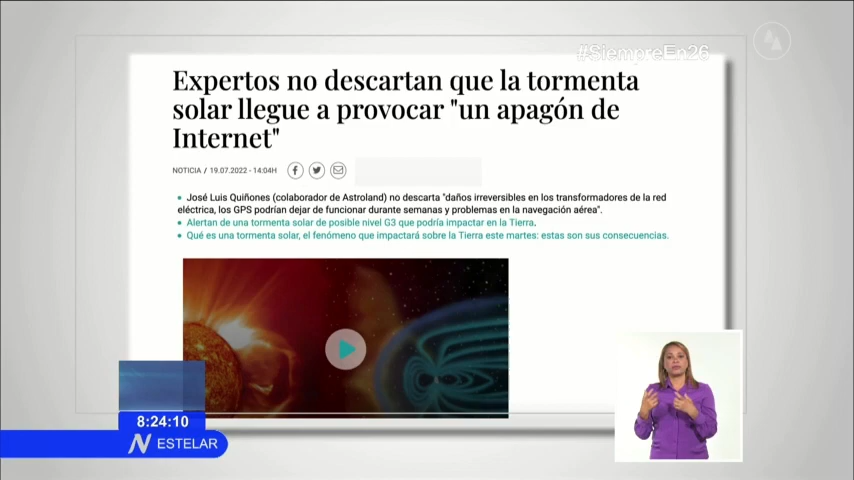 #SiempreEn26
Expertos no descartan que la tormenta
solar llegue a provocar "un apagón de
Internet"
NOTICIA / 19.07.2022 - 14:04H
José Luis Quiñones (colaborador de Astroland) no descarta "daños irreversibles en los transformadores de la red
eléctrica, los GPS podrían dejar de funcionar durante semanas y problemas en la navegación aérea".
Alertan de una tormenta solar de posible nivel G3 que podría impactar en la Tierra.
Qué es una tormenta solar, el fenómeno que impactará sobre la Tierra este martes: estas son sus consecuencias.
8:24:10
N ESTELAR